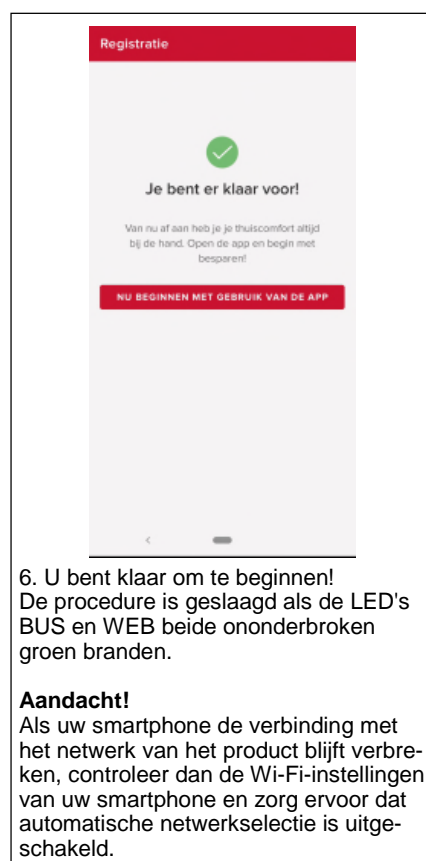 Registratie
Je bent er klaar voor!
Van nu af aan heb je je thuiscomfort altijd
bij de hand. Open de app en begin met
besparen!
NU BEGINNEN MET GEBRUIK VAN DE APP
6. U bent klaar om te beginnen!
De procedure is geslaagd als de LED's
BUS en WEB beide ononderbroken
groen branden.
Aandacht!
Als uw smartphone de verbinding met
het netwerk van het product blijft verbre-
ken, controleer dan de Wi-Fi-instellingen
van uw smartphone en zorg ervoor dat
automatische netwerkselectie is uitge-
schakeld.